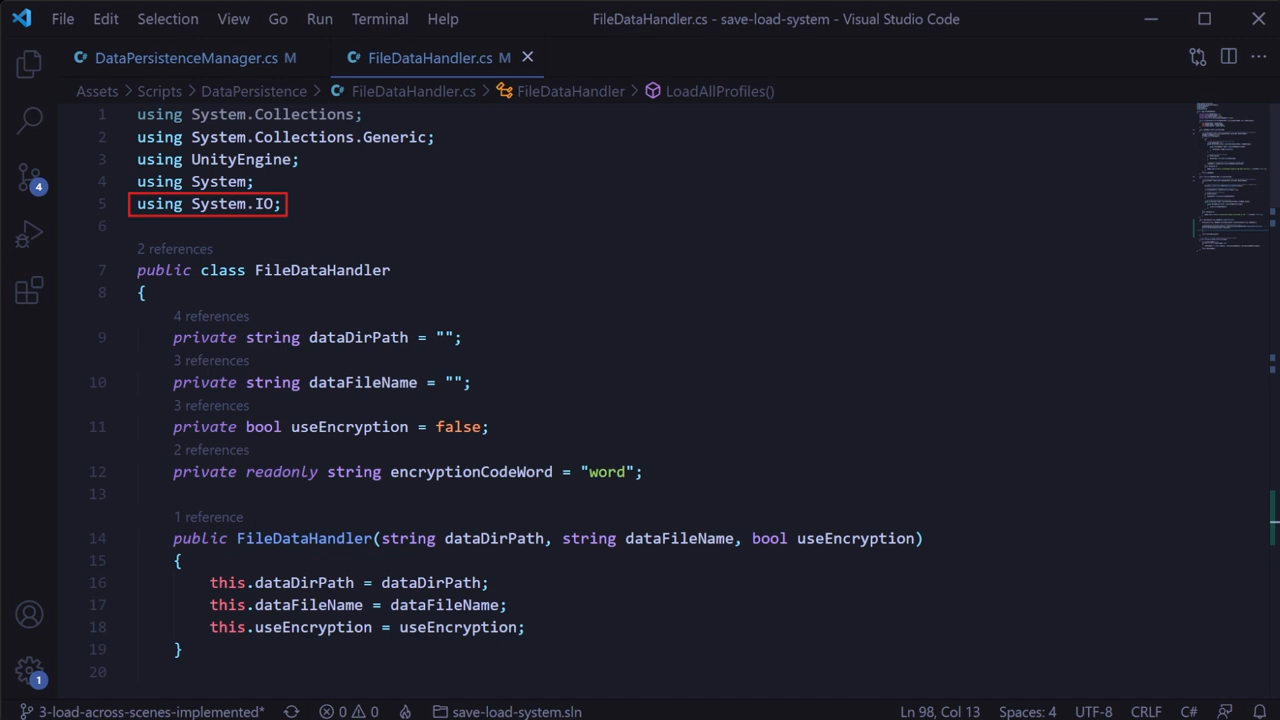 File Edit Selection View Go Run Terminal Help FileDataHandler.cs - save-load-system - Visual Studio Code
DataPersistenceManager.cs M FileDataHandler.cs M
Assets > Scripts > DataPersistence > FileDataHandler.cs > FileDataHandler > LoadAllProfiles()
1 using System.Collections;
2 using System.Collections.Generic;
3 using UnityEngine;
4 using System;
5 using System.IO;
6
2 references
7 public class FileDataHandler
8 {
4 references
9 private string dataDirPath = "";
3 references
10 private string dataFileName = "";
3 references
11 private bool useEncryption = false;
2 references
12 private readonly string encryptionCodeWord = "word";
13
1 reference
14 public FileDataHandler(string dataDirPath, string dataFileName, bool useEncryption)
15 {
16 this.dataDirPath = dataDirPath;
17 this.dataFileName = dataFileName;
18 this.useEncryption = useEncryption;
19 }
20
4
1
3-load-across-scenes-implemented* 0 0 save-load-system.sln Ln 98, Col 13 Spaces: 4 UTF-8 CRLF C#